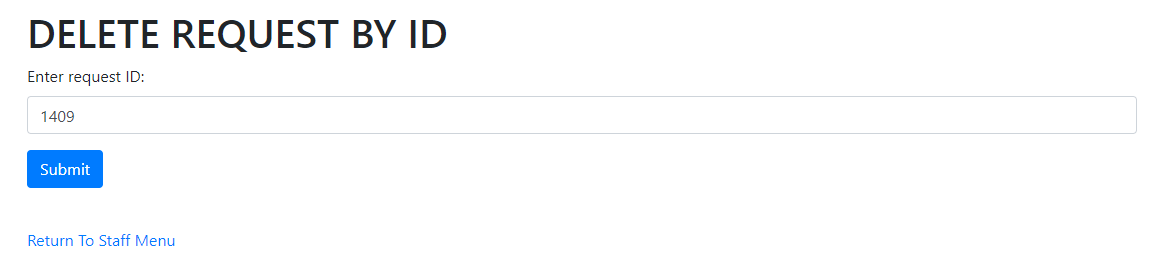 DELETE REQUEST BY ID
Enter request ID:
1409
Submit
Return To Staff Menu